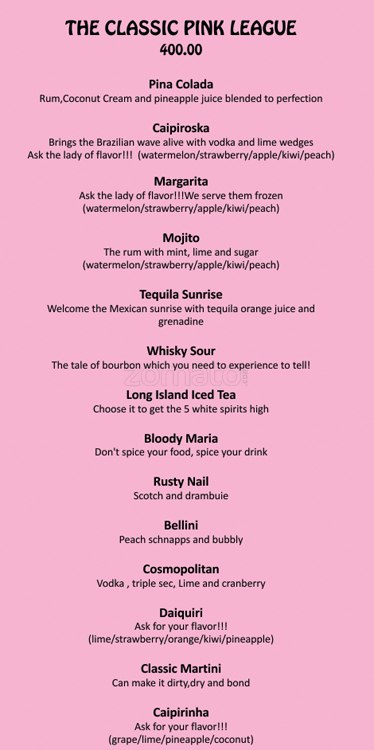 THE CLASSIC PINK LEAGUE
400.00
Pina Colada
Rum,Coconut Cream and pineapple juice blended to perfection
Caipiroska
Brings the Brazilian wave alive with vodka and lime wedges
Ask the lady of flavor!!! (watermelon/strawberry/apple/kiwi/peach)
Margarita
Ask the lady of flavor!!!We serve them frozen
(watermelon/strawberry/apple/kiwi/peach)
Mojito
The rum with mint, lime and sugar
(watermelon/strawberry/apple/kiwi/peach)
Tequila Sunrise
Welcome the Mexican sunrise with tequila orange juice and
grenadine
Whisky Sour
The tale of bourbon which you need to experience to tell!
zomato
Long Island Iced Tea
Choose it to get the 5 white spirits high
Bloody Maria
Don't spice your food, spice your drink
Rusty Nail
Scotch and drambuie
Bellini
Peach schnapps and bubbly
Cosmopolitan
Vodka , triple sec, Lime and cranberry
Daiquiri
Ask for your flavor!!!
(lime/strawberry/orange/kiwi/pineapple)
Classic Martini
Can make it dirty,dry and bond
Caipirinha
Ask for your flavor!!!
(grape/lime/pineapple/coconut)